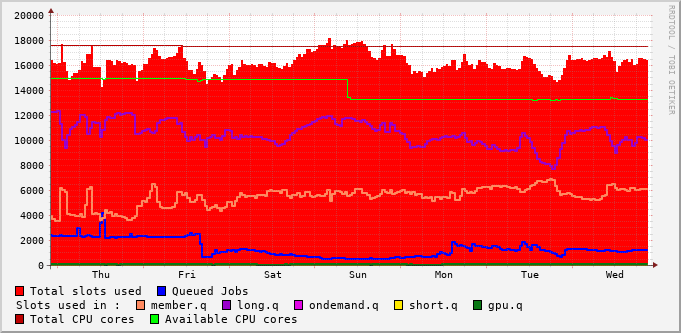 20000
18000
16000
14000
12000
10000
8000
6000
4000
2000
0
Thu Fri Sat Sun Mon Tue Wed
Total slots used Queued Jobs
Slots used in : member.q long.q ondemand.q short.q gpu.q
Total CPU cores Available CPU cores
RRDTOOL / TOBI OETIKER